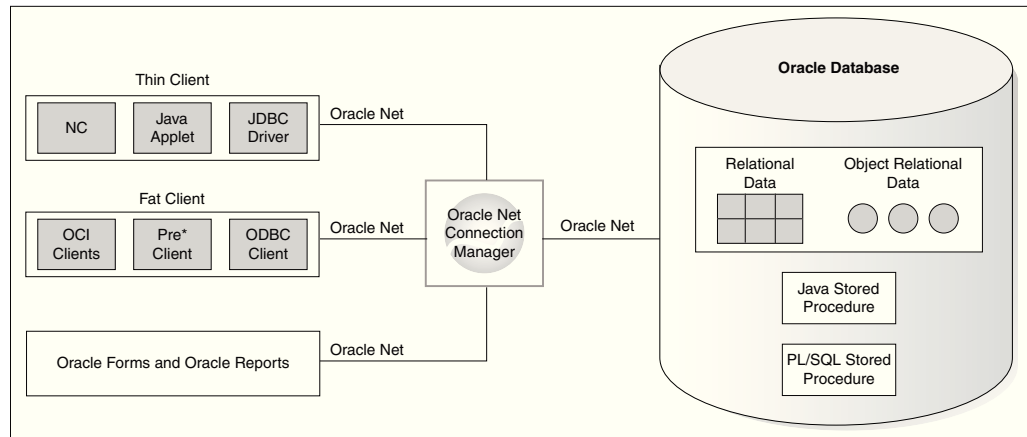 Thin Client
NC
Java
Applet
JDBC
Driver
Oracle Net
Fat Client
OCI
Clients
Pre*
Client
ODBC
Client
Oracle Net
Oracle Forms and Oracle Reports
Oracle Net
Oracle Net
Connection
Manager
Oracle Net
Oracle Database
Relational
Data
Object Relational
Data
Java Stored
Procedure
PL/SQL Stored
Procedure